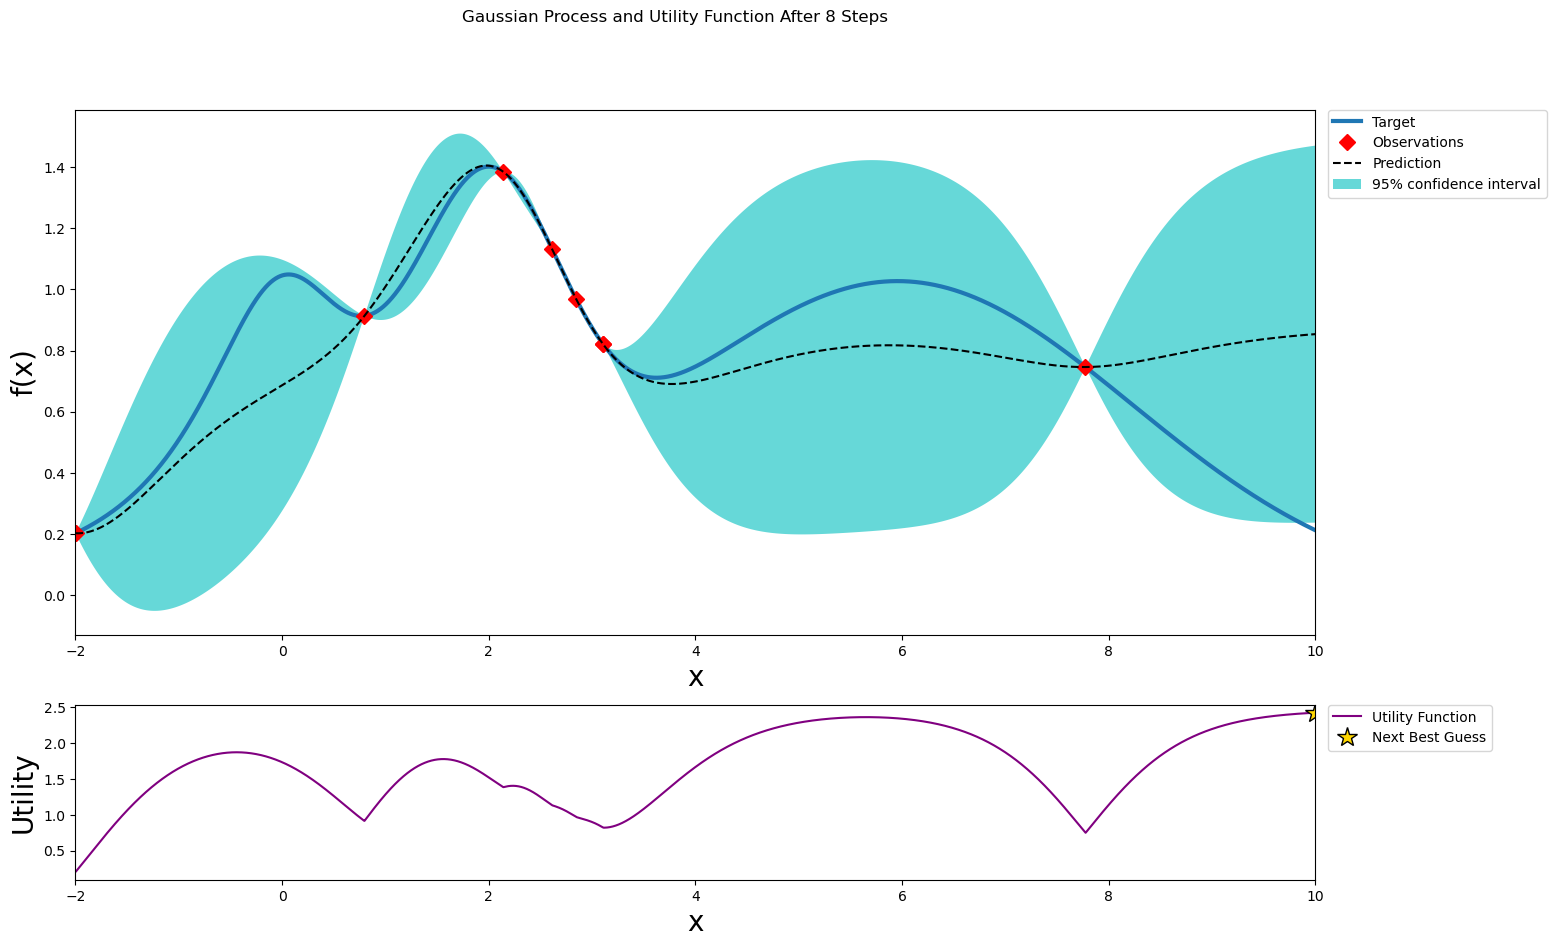 Gaussian Process and Utility Function After 8 Steps
f(x)
1.4
1.2
1.0
0.8
0.6
0.4
0.2
0.0
−2 0 2 4 6 8 10
x
Target
Observations
Prediction
95% confidence interval
Utility
2.5
2.0
1.5
1.0
0.5
−2 0 2 4 6 8 10
x
Utility Function
Next Best Guess